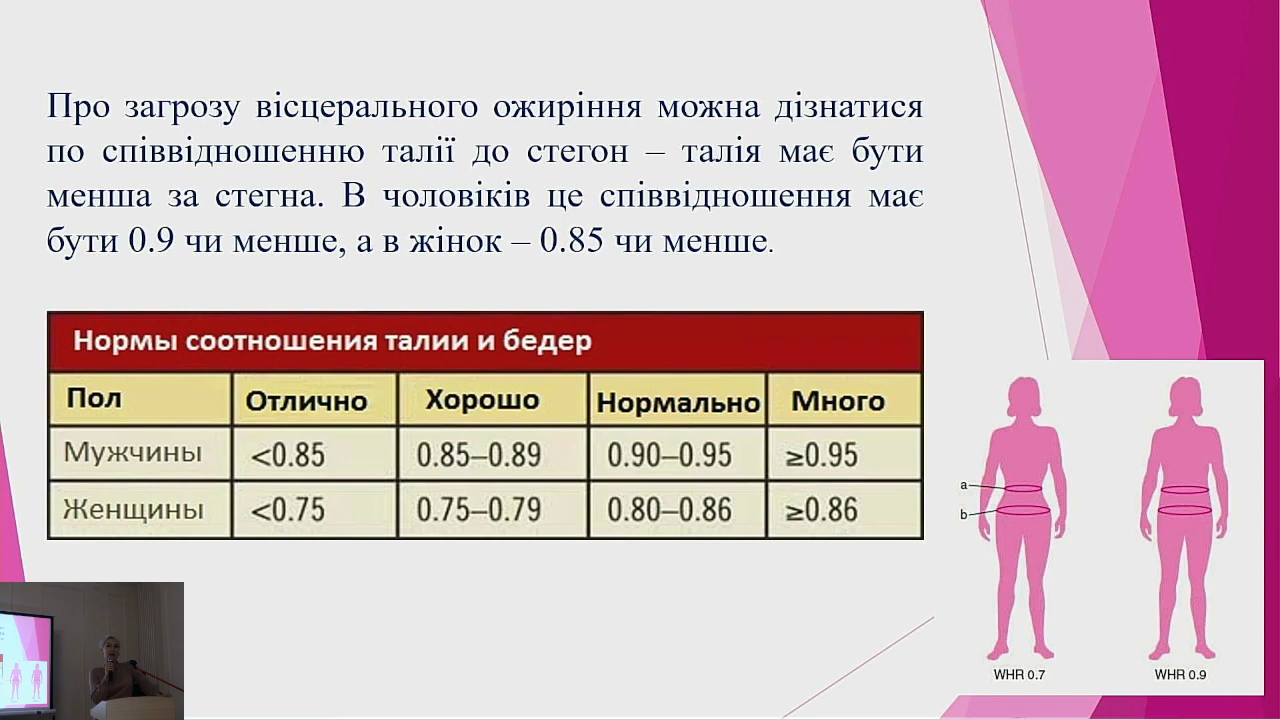 Про загрозу вісцерального ожиріння можна дізнатися
по співвідношенню талії до стегон – талія має бути
менша за стегна. В чоловіків це співвідношення має
бути 0.9 чи менше, а в жінок – 0.85 чи менше.
Нормы соотношения талии и бедер
Пол Отлично Хорошо Нормально Много
Мужчины <0.85 0.85–0.89 0.90–0.95 ≥0.95
Женщины <0.75 0.75–0.79 0.80–0.86 ≥0.86
a
b
WHR 0.7 WHR 0.9